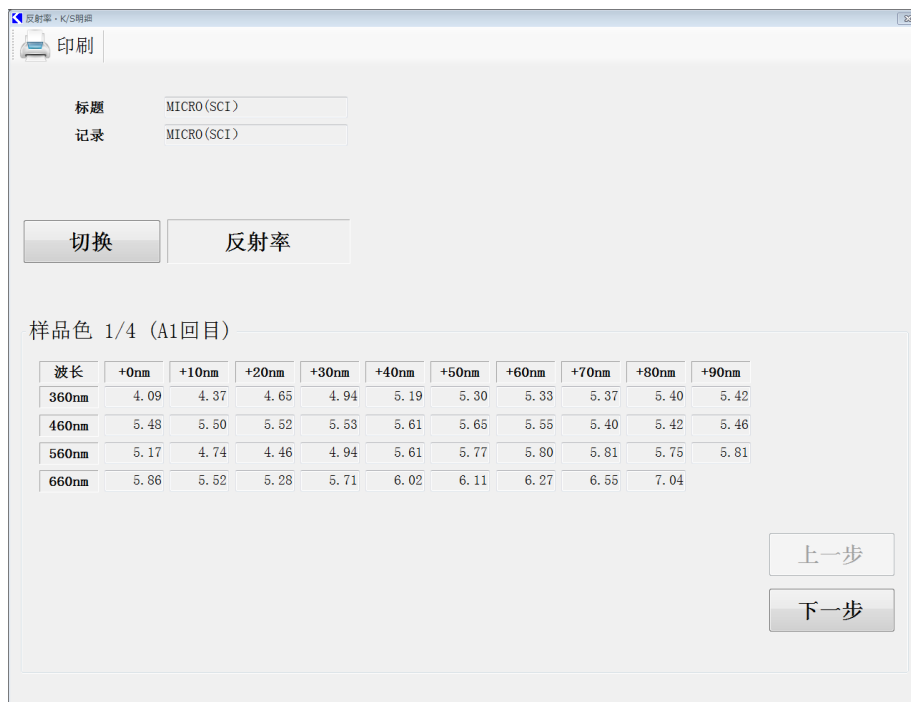 反射率・K/S明細
印刷
标题 MICRO(SCI)
记录 MICRO(SCI)
切换 反射率
样品色 1/4 (A1回目)
波长 +0nm +10nm +20nm +30nm +40nm +50nm +60nm +70nm +80nm +90nm
360nm 4.09 4.37 4.65 4.94 5.19 5.30 5.33 5.37 5.40 5.42
460nm 5.48 5.50 5.52 5.53 5.61 5.65 5.55 5.40 5.42 5.46
560nm 5.17 4.74 4.46 4.94 5.61 5.77 5.80 5.81 5.75 5.81
660nm 5.86 5.52 5.28 5.71 6.02 6.11 6.27 6.55 7.04
上一步
下一步